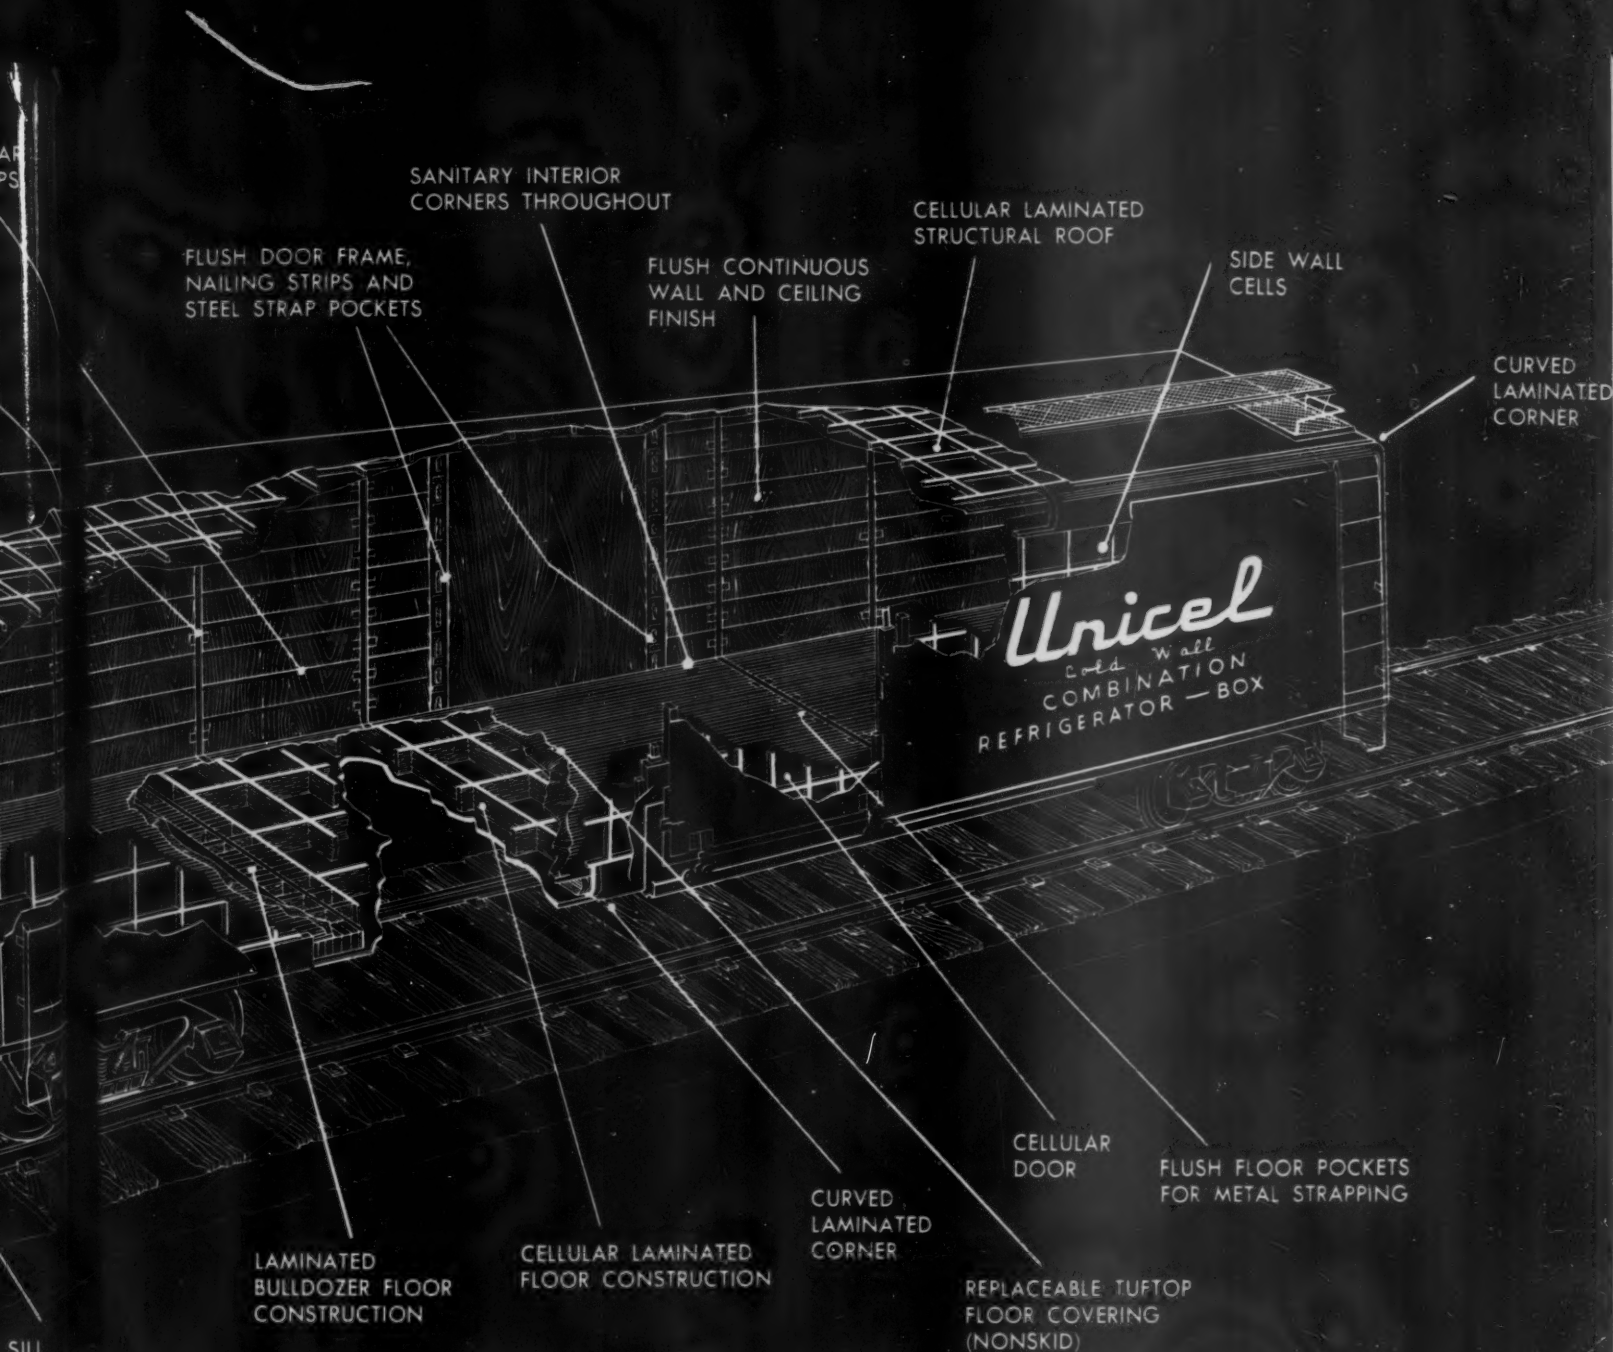 SANITARY INTERIOR
CORNERS THROUGHOUT
CELLULAR LAMINATED
STRUCTURAL ROOF
FLUSH DOOR FRAME,
NAILING STRIPS AND
STEEL STRAP POCKETS
FLUSH CONTINUOUS
WALL AND CEILING
FINISH
SIDE WALL
CELLS
CURVED
LAMINATED
CORNER
Unicel
Cold Wall
COMBINATION
REFRIGERATOR — BOX
CELLULAR
DOOR
FLUSH FLOOR POCKETS
FOR METAL STRAPPING
CURVED
LAMINATED
CORNER
LAMINATED
BULLDOZER FLOOR
CONSTRUCTION
CELLULAR LAMINATED
FLOOR CONSTRUCTION
REPLACEABLE TUFTOP
FLOOR COVERING
(NONSKID)
SILL